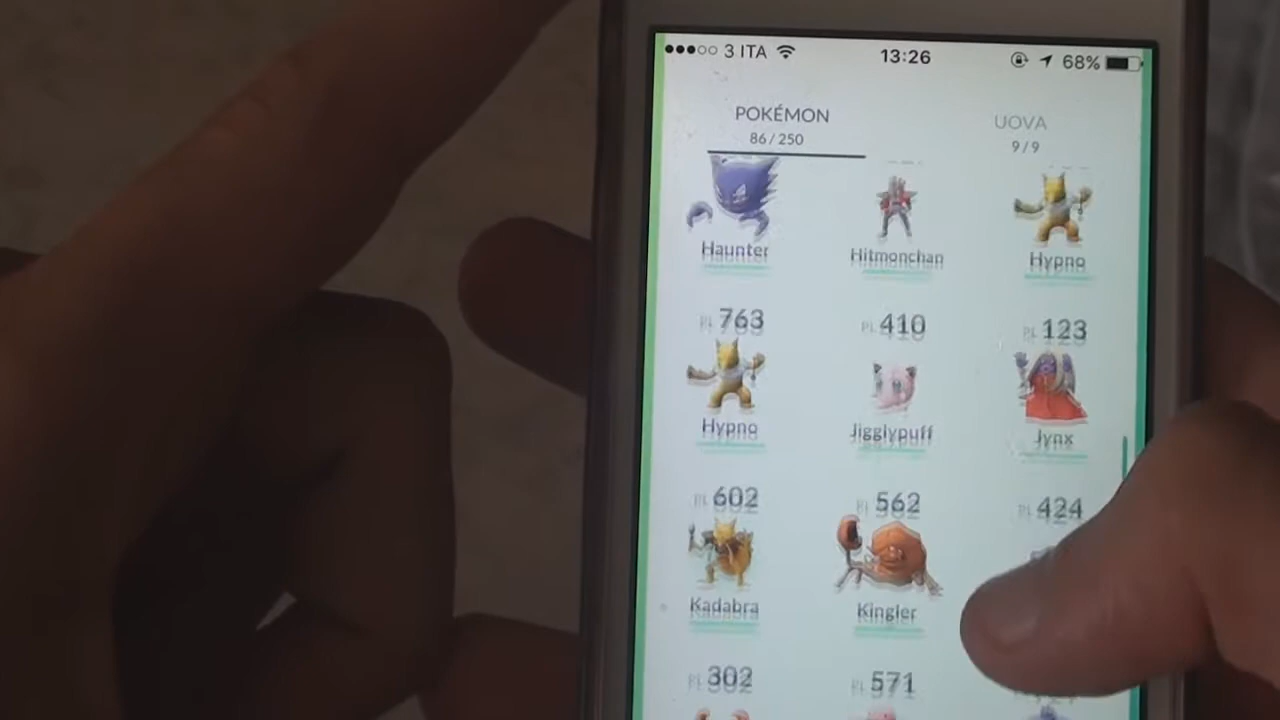 3 ITA 13:26 68%
POKÉMON UOVA
86/250 9/9
Haunter Hitmonchan Hypno
PL 763 PL 410 PL 123
Hypno Jigglypuff Jynx
PL 602 PL 562 PL 424
Kadabra Kingler
PL 302 PL 571